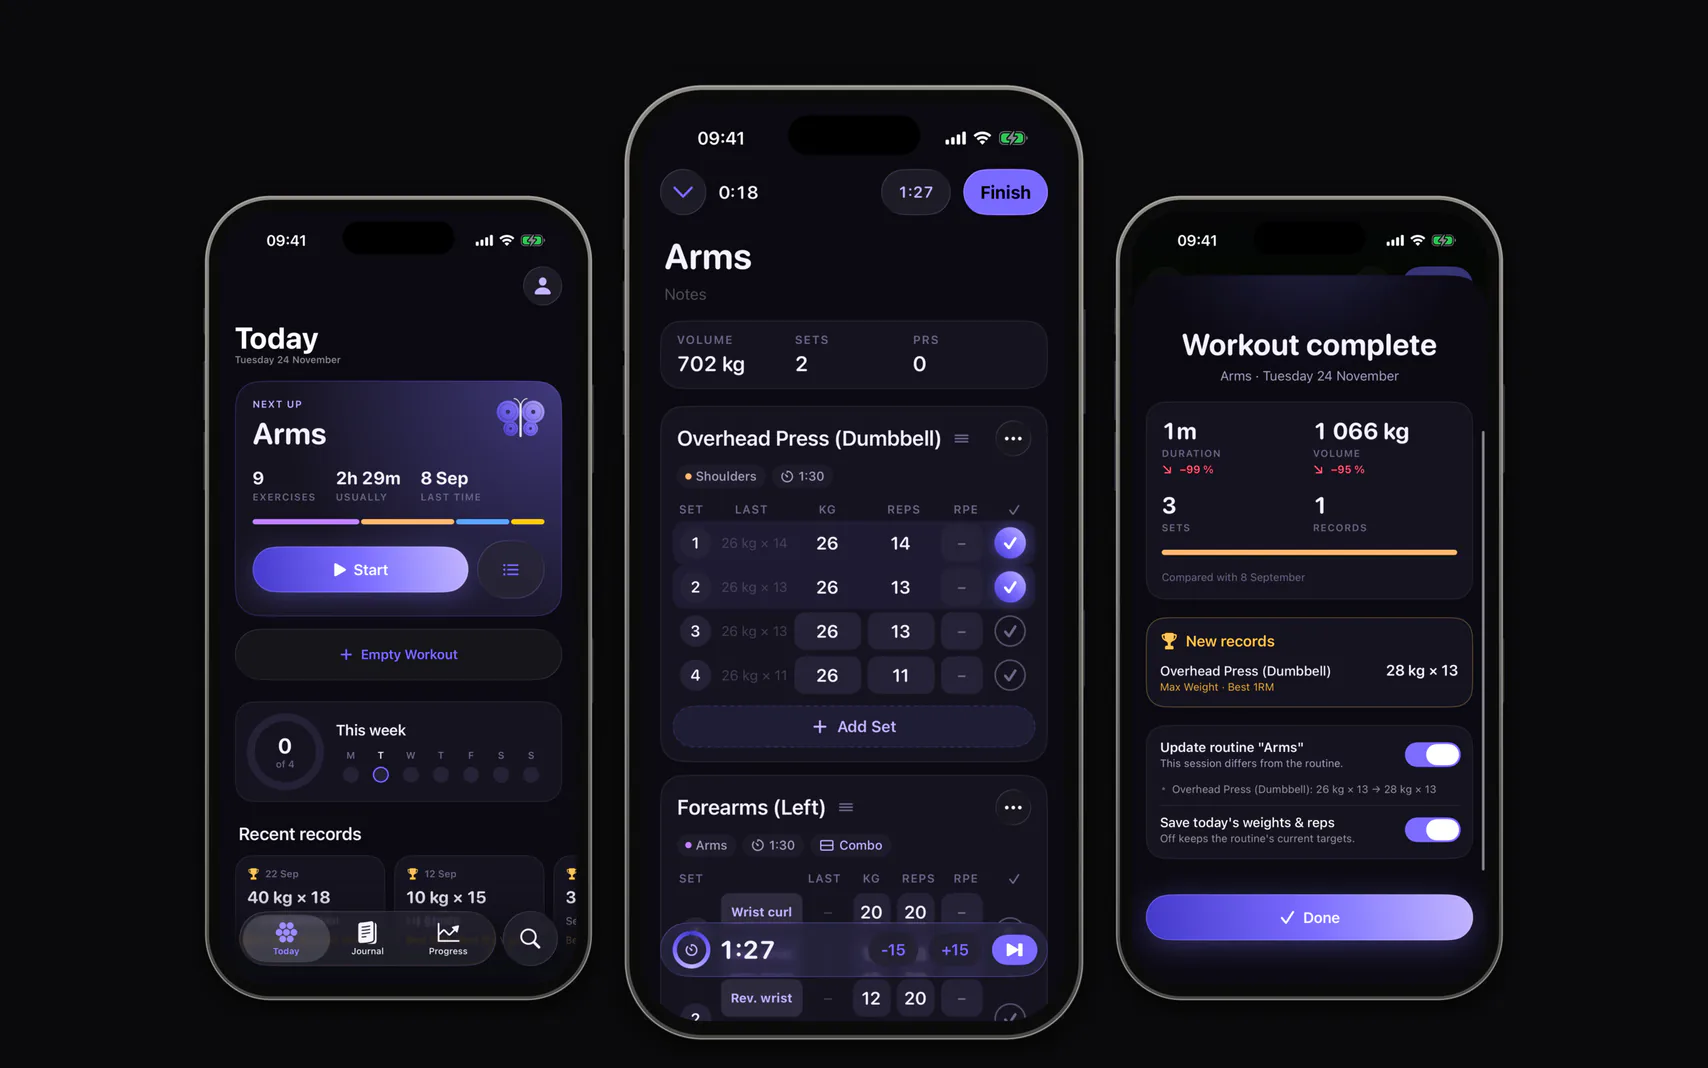 09:41
Today
Tuesday 24 November
NEXT UP
Arms
9 2h 29m 8 Sep
EXERCISES USUALLY LAST TIME
Start
Empty Workout
0
of 4
This week
M T W T F S S
Recent records
22 Sep
40 kg × 18
12 Sep
10 kg × 15
3
Se
Be
Today Journal Progress
09:41
0:18 1:27 Finish
Arms
Notes
VOLUME SETS PRS
702 kg 2 0
Overhead Press (Dumbbell)
Shoulders 1:30
SET LAST KG REPS RPE
1 26 kg × 14 26 14 –
2 26 kg × 13 26 13 –
3 26 kg × 13 26 13 –
4 26 kg × 11 26 11 –
+ Add Set
Forearms (Left)
Arms 1:30 Combo
SET LAST KG REPS RPE
Wrist curl – 20 20 –
1:27 -15 +15
Rev. wrist – 12 20 –
2
09:41
Workout complete
Arms · Tuesday 24 November
1m 1 066 kg
DURATION VOLUME
−99 % −95 %
3 1
SETS RECORDS
Compared with 8 September
New records
Overhead Press (Dumbbell) 28 kg × 13
Max Weight · Best 1RM
Update routine "Arms"
This session differs from the routine.
• Overhead Press (Dumbbell): 26 kg × 13 → 28 kg × 13
Save today's weights & reps
Off keeps the routine's current targets.
Done